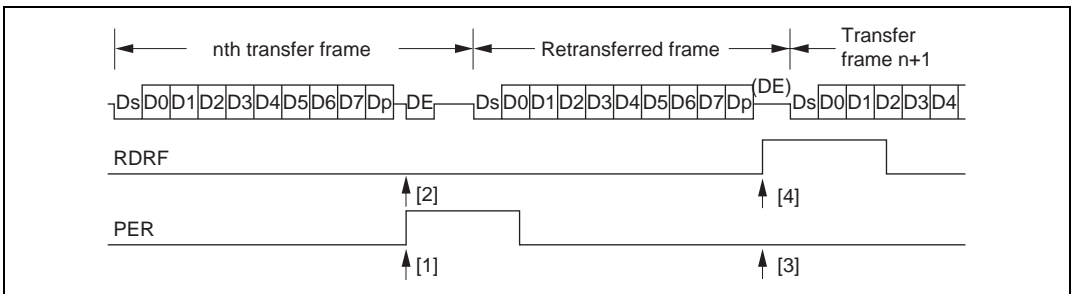 nth transfer frame Retransferred frame Transfer
frame n+1
Ds D0 D1 D2 D3 D4 D5 D6 D7 Dp DE Ds D0 D1 D2 D3 D4 D5 D6 D7 Dp (DE) Ds D0 D1 D2 D3 D4
RDRF
[2] [4]
PER
[1] [3]